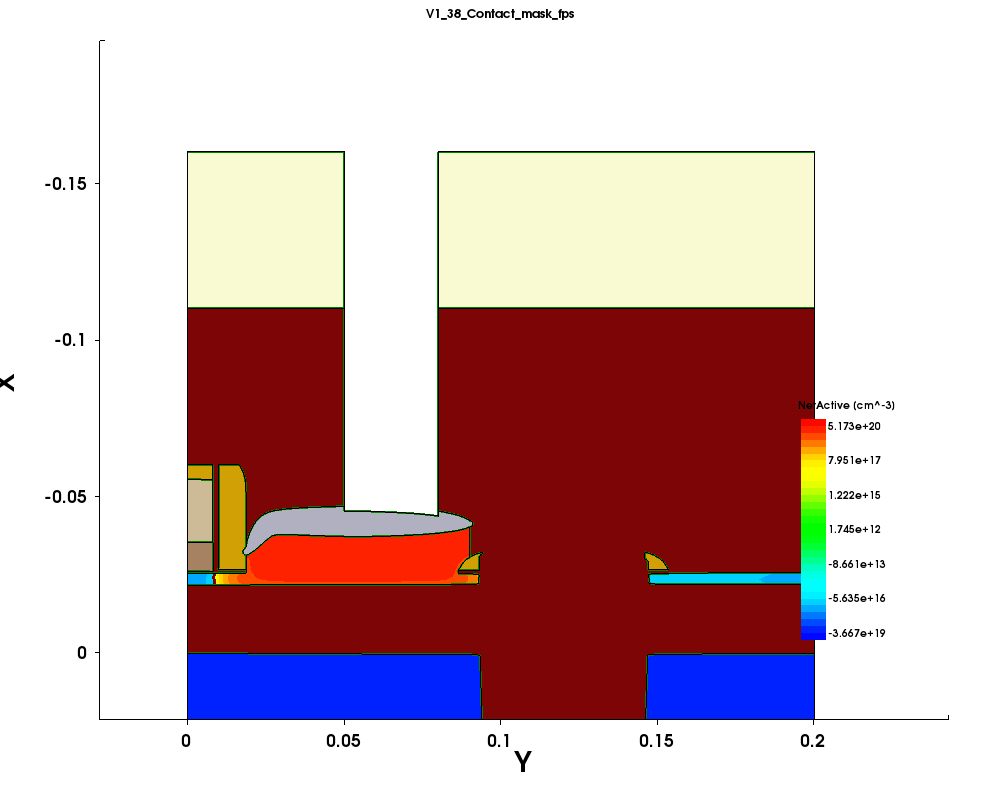 V1_38_Contact_mask_fps
-0.15
-0.1
-0.05
0
X
0
0.05
0.1
0.15
0.2
Y
NetActive (cm^-3)
5.173e+20
7.951e+17
1.222e+15
1.745e+12
-8.661e+13
-5.635e+16
-3.667e+19